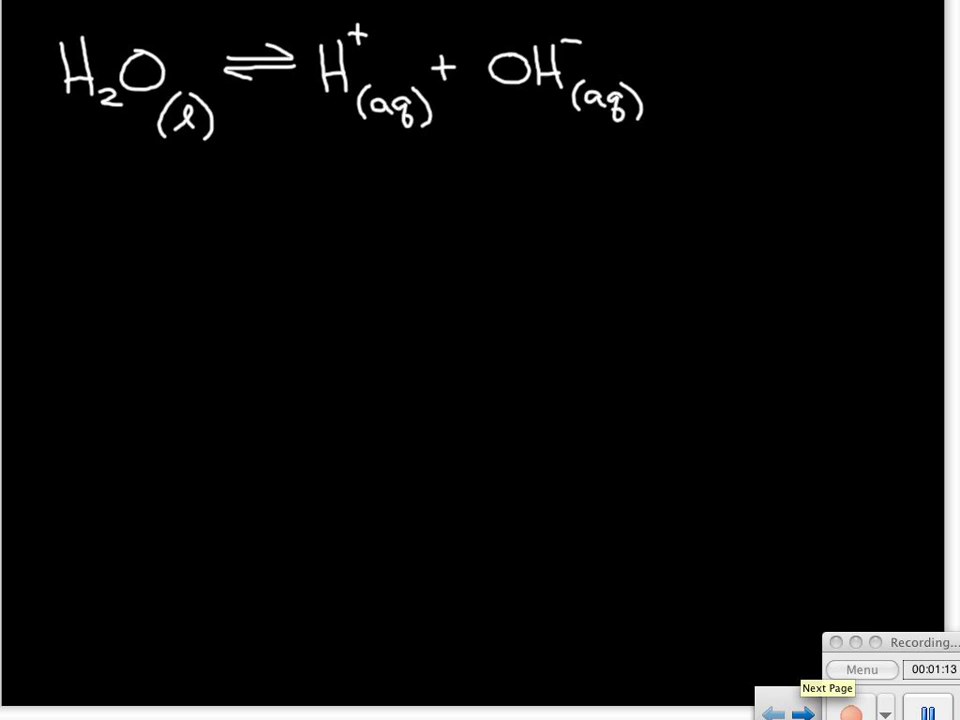 H₂O(l) ⇌ H⁺(aq) + OH⁻(aq)
Recording...
Menu
00:01:13
Next Page